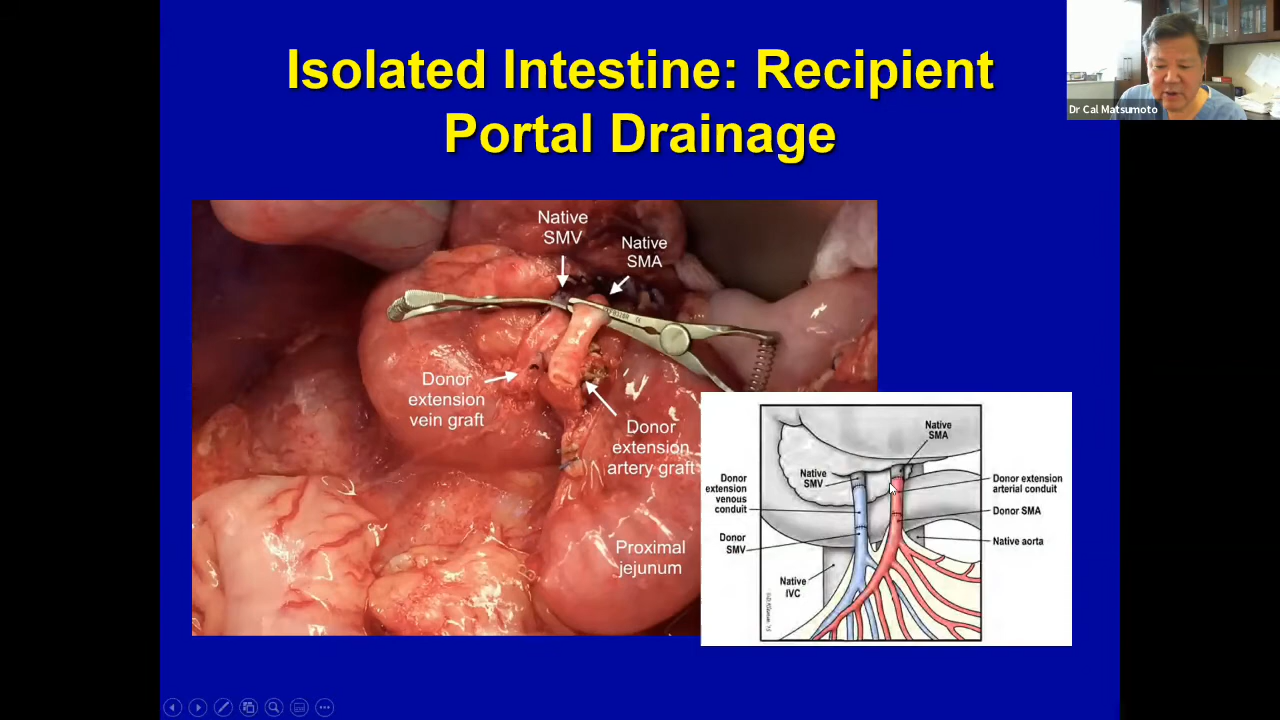 Isolated Intestine: Recipient
Portal Drainage
Dr Cal Matsumoto
Native
SMV
Native
SMA
Donor
extension
vein graft
Donor
extension
artery graft
Proximal
jejunum
Native
SMA
Native
SMV
Donor
extension
venous
conduit
Donor extension
arterial conduit
Donor SMA
Donor
SMV
Native aorta
Native
IVC